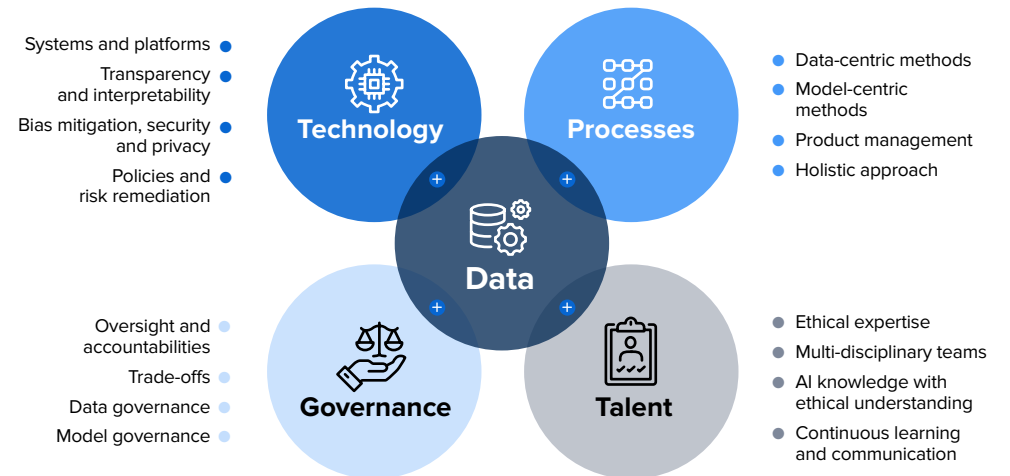 Systems and platforms
Transparency
and interpretability
Bias mitigation, security
and privacy
Policies and
risk remediation
Technology
Processes
Data-centric methods
Model-centric
methods
Product management
Holistic approach
Data
Oversight and
accountabilities
Trade-offs
Data governance
Model governance
Governance
Talent
Ethical expertise
Multi-disciplinary teams
AI knowledge with
ethical understanding
Continuous learning
and communication